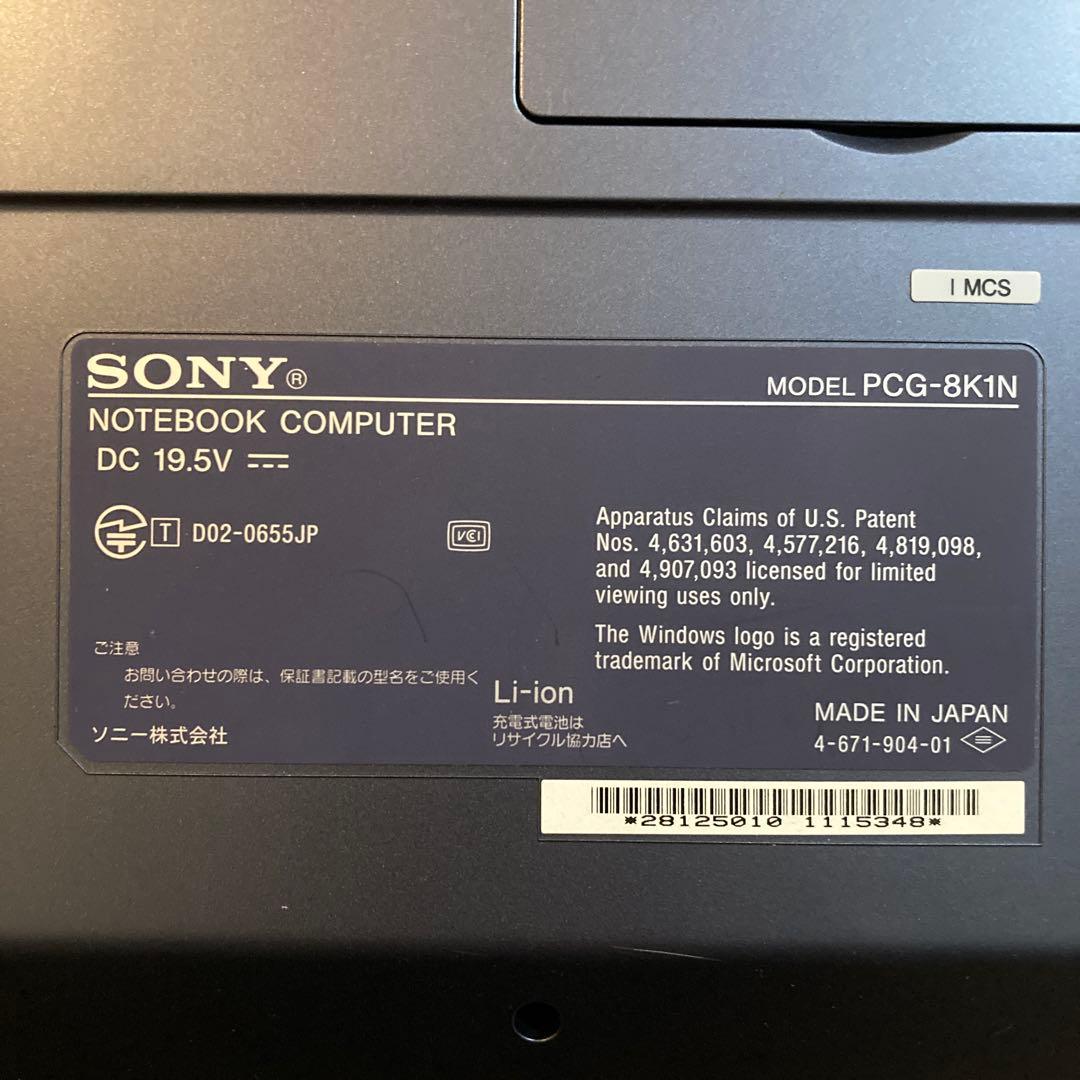 I MCS
SONY®
MODEL PCG-8K1N
NOTEBOOK COMPUTER
DC 19.5V
T D02-0655JP
VCI
Apparatus Claims of U.S. Patent
Nos. 4,631,603, 4,577,216, 4,819,098,
and 4,907,093 licensed for limited
viewing uses only.
The Windows logo is a registered
trademark of Microsoft Corporation.
ご注意
お問い合わせの際は、保証書記載の型名をご使用く
ださい。
ソニー株式会社
Li-ion
充電式電池は
リサイクル協力店へ
MADE IN JAPAN
4-671-904-01
*28125010 1115348*